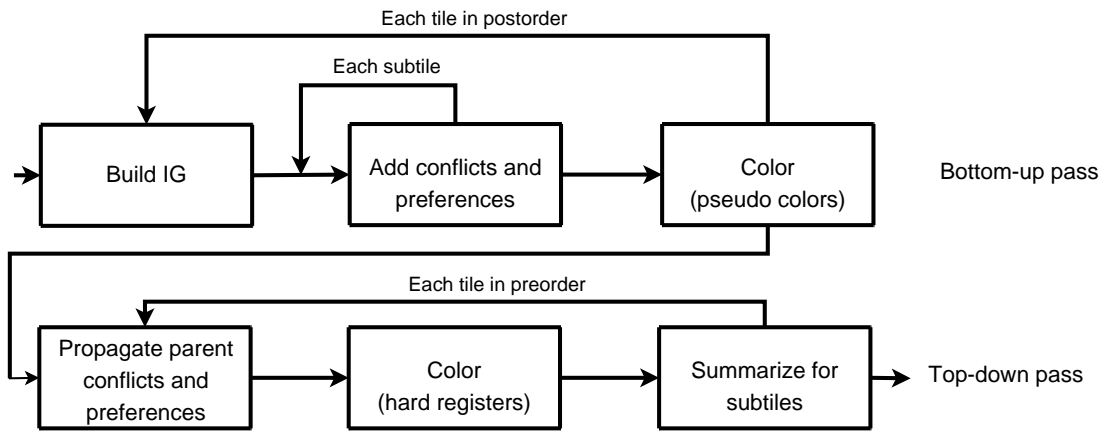 Each tile in postorder
Each subtile
Build IG
Add conflicts and
preferences
Color
(pseudo colors)
Bottom-up pass
Each tile in preorder
Propagate parent
conflicts and
preferences
Color
(hard registers)
Summarize for
subtiles
Top-down pass